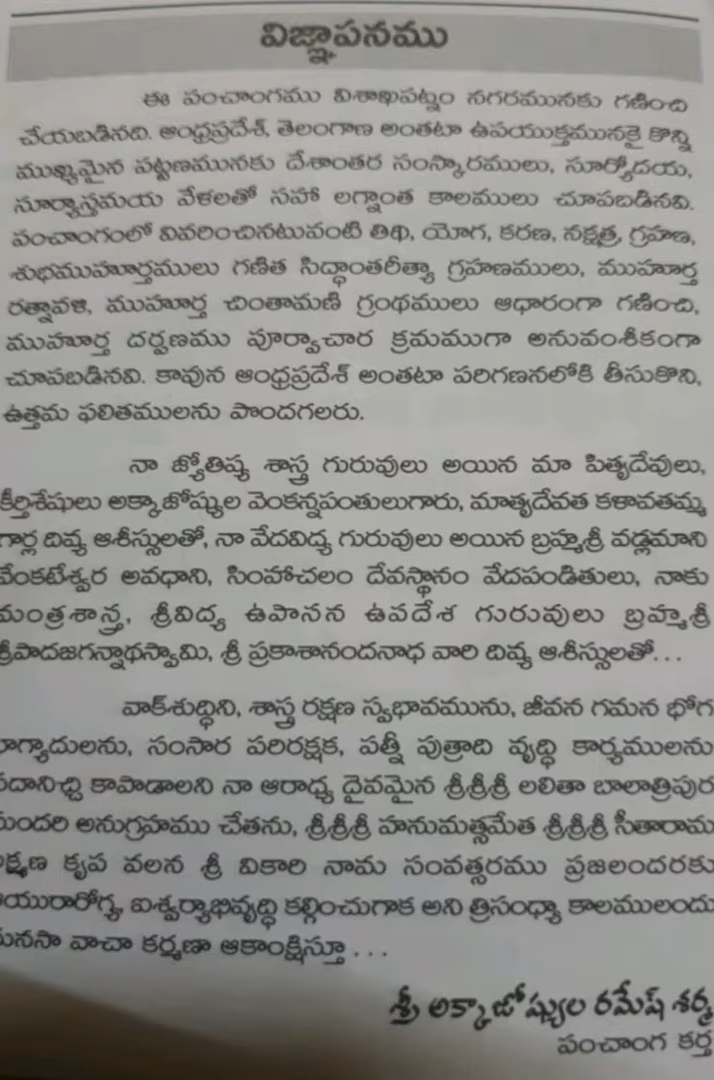 విజ్ఞాపనము
ఈ పంచాంగము విశాఖపట్నం నగరమునకు గణించి
చేయబడినది. ఆంధ్రప్రదేశ్, తెలంగాణ అంతటా ఉపయుక్తమునకై కొన్ని
ముఖ్యమైన పట్టణమునకు దేశాంతర సంస్కారములు, సూర్యోదయ,
సూర్యాస్తమయ వేళలతో సహా లగ్నాంత కాలములు చూపబడినవి.
పంచాంగంలో వివరించినటువంటి తిథి, యోగ, కరణ, నక్షత్ర, గ్రహణ,
శుభముహూర్తములు గణిత సిద్ధాంతరీత్యా గ్రహణములు, ముహూర్త
రత్నావళి, ముహూర్త చింతామణి గ్రంథములు ఆధారంగా గణించి,
ముహూర్త దర్పణము పూర్వాచార క్రమముగా అనువంశీకంగా
చూపబడినవి. కావున ఆంధ్రప్రదేశ్ అంతటా పరిగణనలోకి తీసుకొని,
ఉత్తమ ఫలితములను పొందగలరు.
నా జ్యోతిష్య శాస్త్ర గురువులు అయిన మా పితృదేవులు,
కీర్తిశేషులు అక్కాజోష్యుల వెంకన్నపంతులుగారు, మాతృదేవత కళావతమ్మ
గార్ల దివ్య ఆశీస్సులతో, నా వేదవిద్య గురువులు అయిన బ్రహ్మశ్రీ వడ్లమాని
వేంకటేశ్వర అవధాని, సింహాచలం దేవస్థానం వేదపండితులు, నాకు
మంత్రశాస్త్ర, శ్రీవిద్య ఉపాసన ఉపదేశ గురువులు బ్రహ్మశ్రీ
శ్రీపాదజగన్నాథస్వామి, శ్రీ ప్రకాశానందనాధ వారి దివ్య ఆశీస్సులతో...
వాక్‌శుద్ధిని, శాస్త్ర రక్షణ స్వభావమును, జీవన గమన భోగ
గ్యాదులను, సంసార పరిరక్షక, పత్నీ పుత్రాది వృద్ధి కార్యములను
సదానిచ్చి కాపాడాలని నా ఆరాధ్య దైవమైన శ్రీశ్రీశ్రీ లలితా బాలాత్రిపుర
సుందరి అనుగ్రహము చేతను, శ్రీశ్రీశ్రీ హనుమత్సమేత శ్రీశ్రీశ్రీ సీతారామ
క్ష్మణ కృప వలన శ్రీ వికారి నామ సంవత్సరము ప్రజలందరకు
ఆయురారోగ్య, ఐశ్వర్యాభివృద్ధి కల్గించుగాక అని త్రిసంధ్యా కాలములందు
మనసా వాచా కర్మణా ఆకాంక్షిస్తూ ...
శ్రీ అక్కాజోష్యుల రమేష్ శర్మ
పంచాంగ కర్త